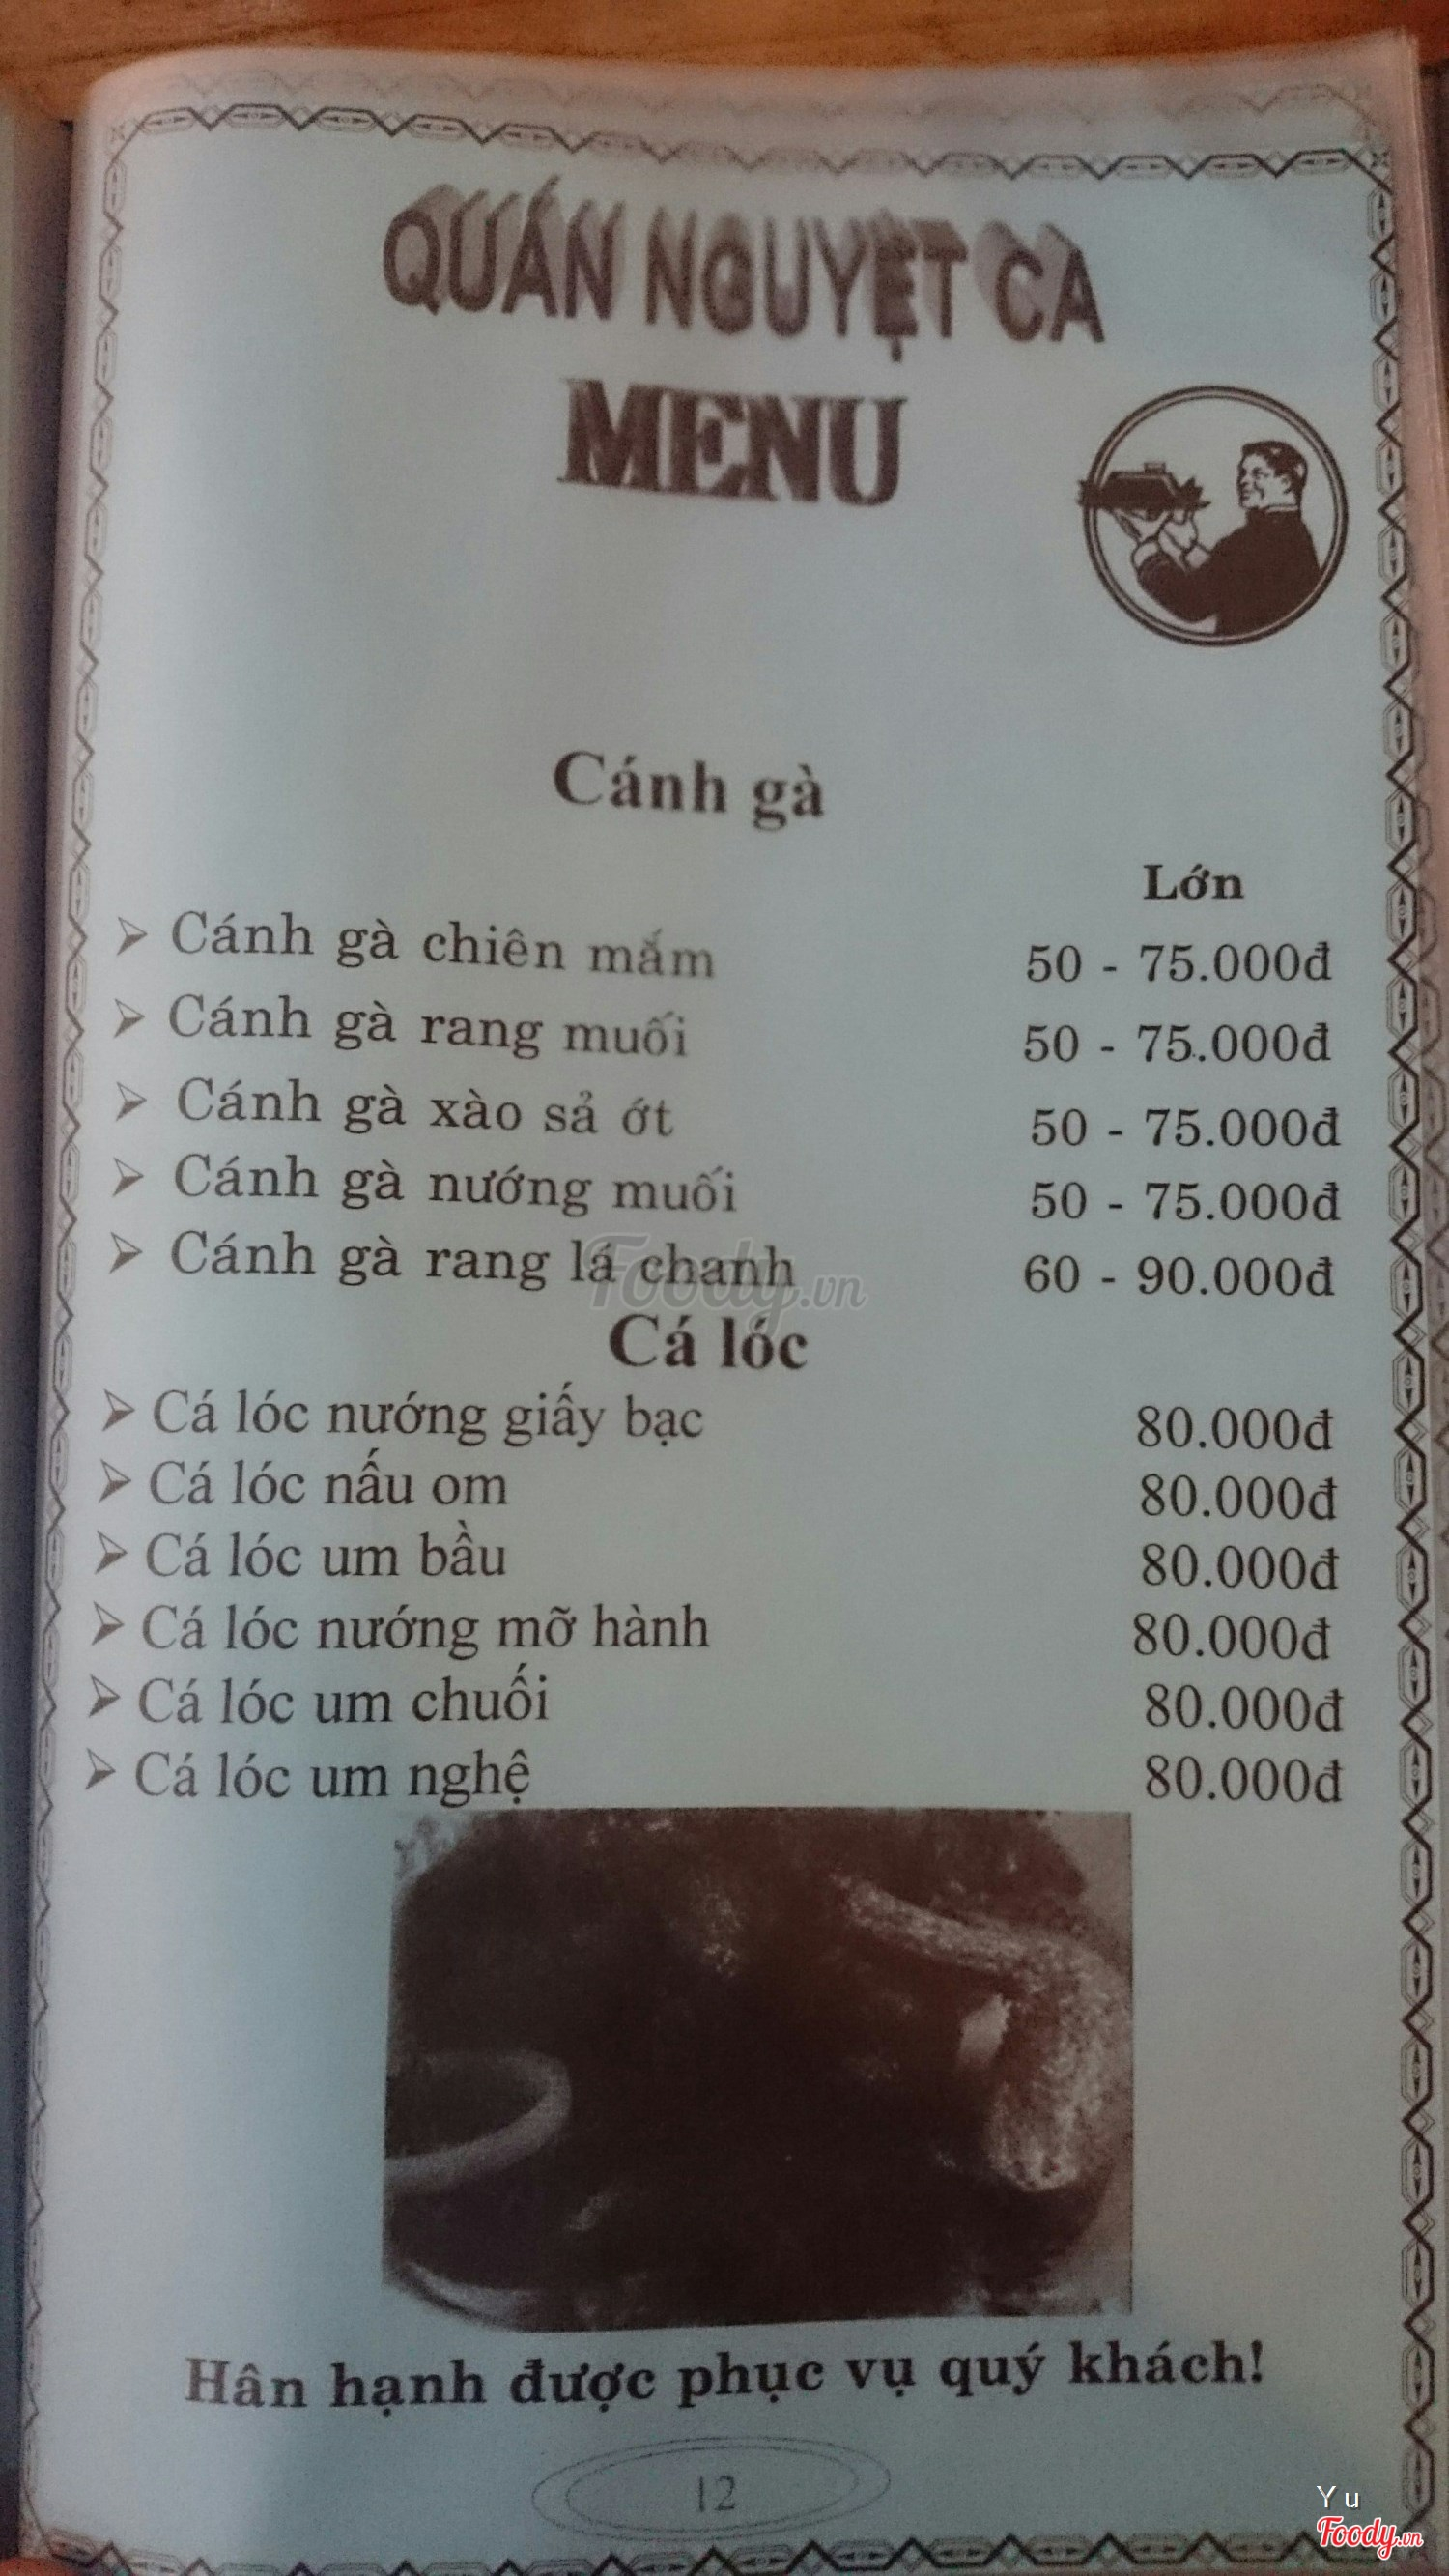 QUÁN NGUYỆT CA
MENU
Cánh gà
Lớn
Cánh gà chiên mắm 50 - 75.000đ
Cánh gà rang muối 50 - 75.000đ
Cánh gà xào sả ớt 50 - 75.000đ
Cánh gà nướng muối 50 - 75.000đ
Cánh gà rang lá chanh 60 - 90.000đ
Foody.vn
Cá lóc
Cá lóc nướng giấy bạc 80.000đ
Cá lóc nấu om 80.000đ
Cá lóc um bầu 80.000đ
Cá lóc nướng mỡ hành 80.000đ
Cá lóc um chuối 80.000đ
Cá lóc um nghệ 80.000đ
Hân hạnh được phục vụ quý khách!
12
Yu
Foody.vn